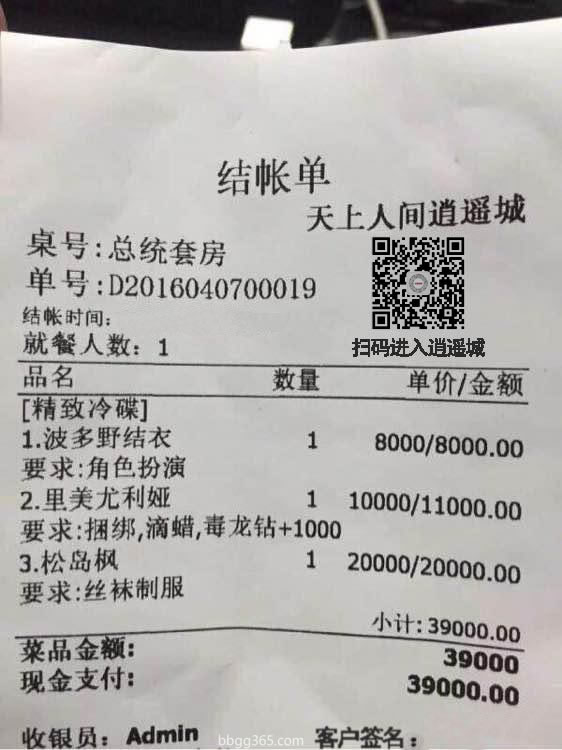 结帐单
天上人间逍遥城
桌号:总统套房
单号:D2016040700019
结帐时间:
扫码进入逍遥城
就餐人数: 1
品名 数量 单价/金额
[精致冷碟]
1.波多野结衣 1 8000/8000.00
要求:角色扮演
2.里美尤利娅 1 10000/11000.00
要求:捆绑,滴蜡,毒龙钻+1000
3.松岛枫 1 20000/20000.00
要求:丝袜制服
小计: 39000.00
菜品金额: 39000
现金支付: 39000.00
收银员: Admin 客户签名:
bbgg365.com